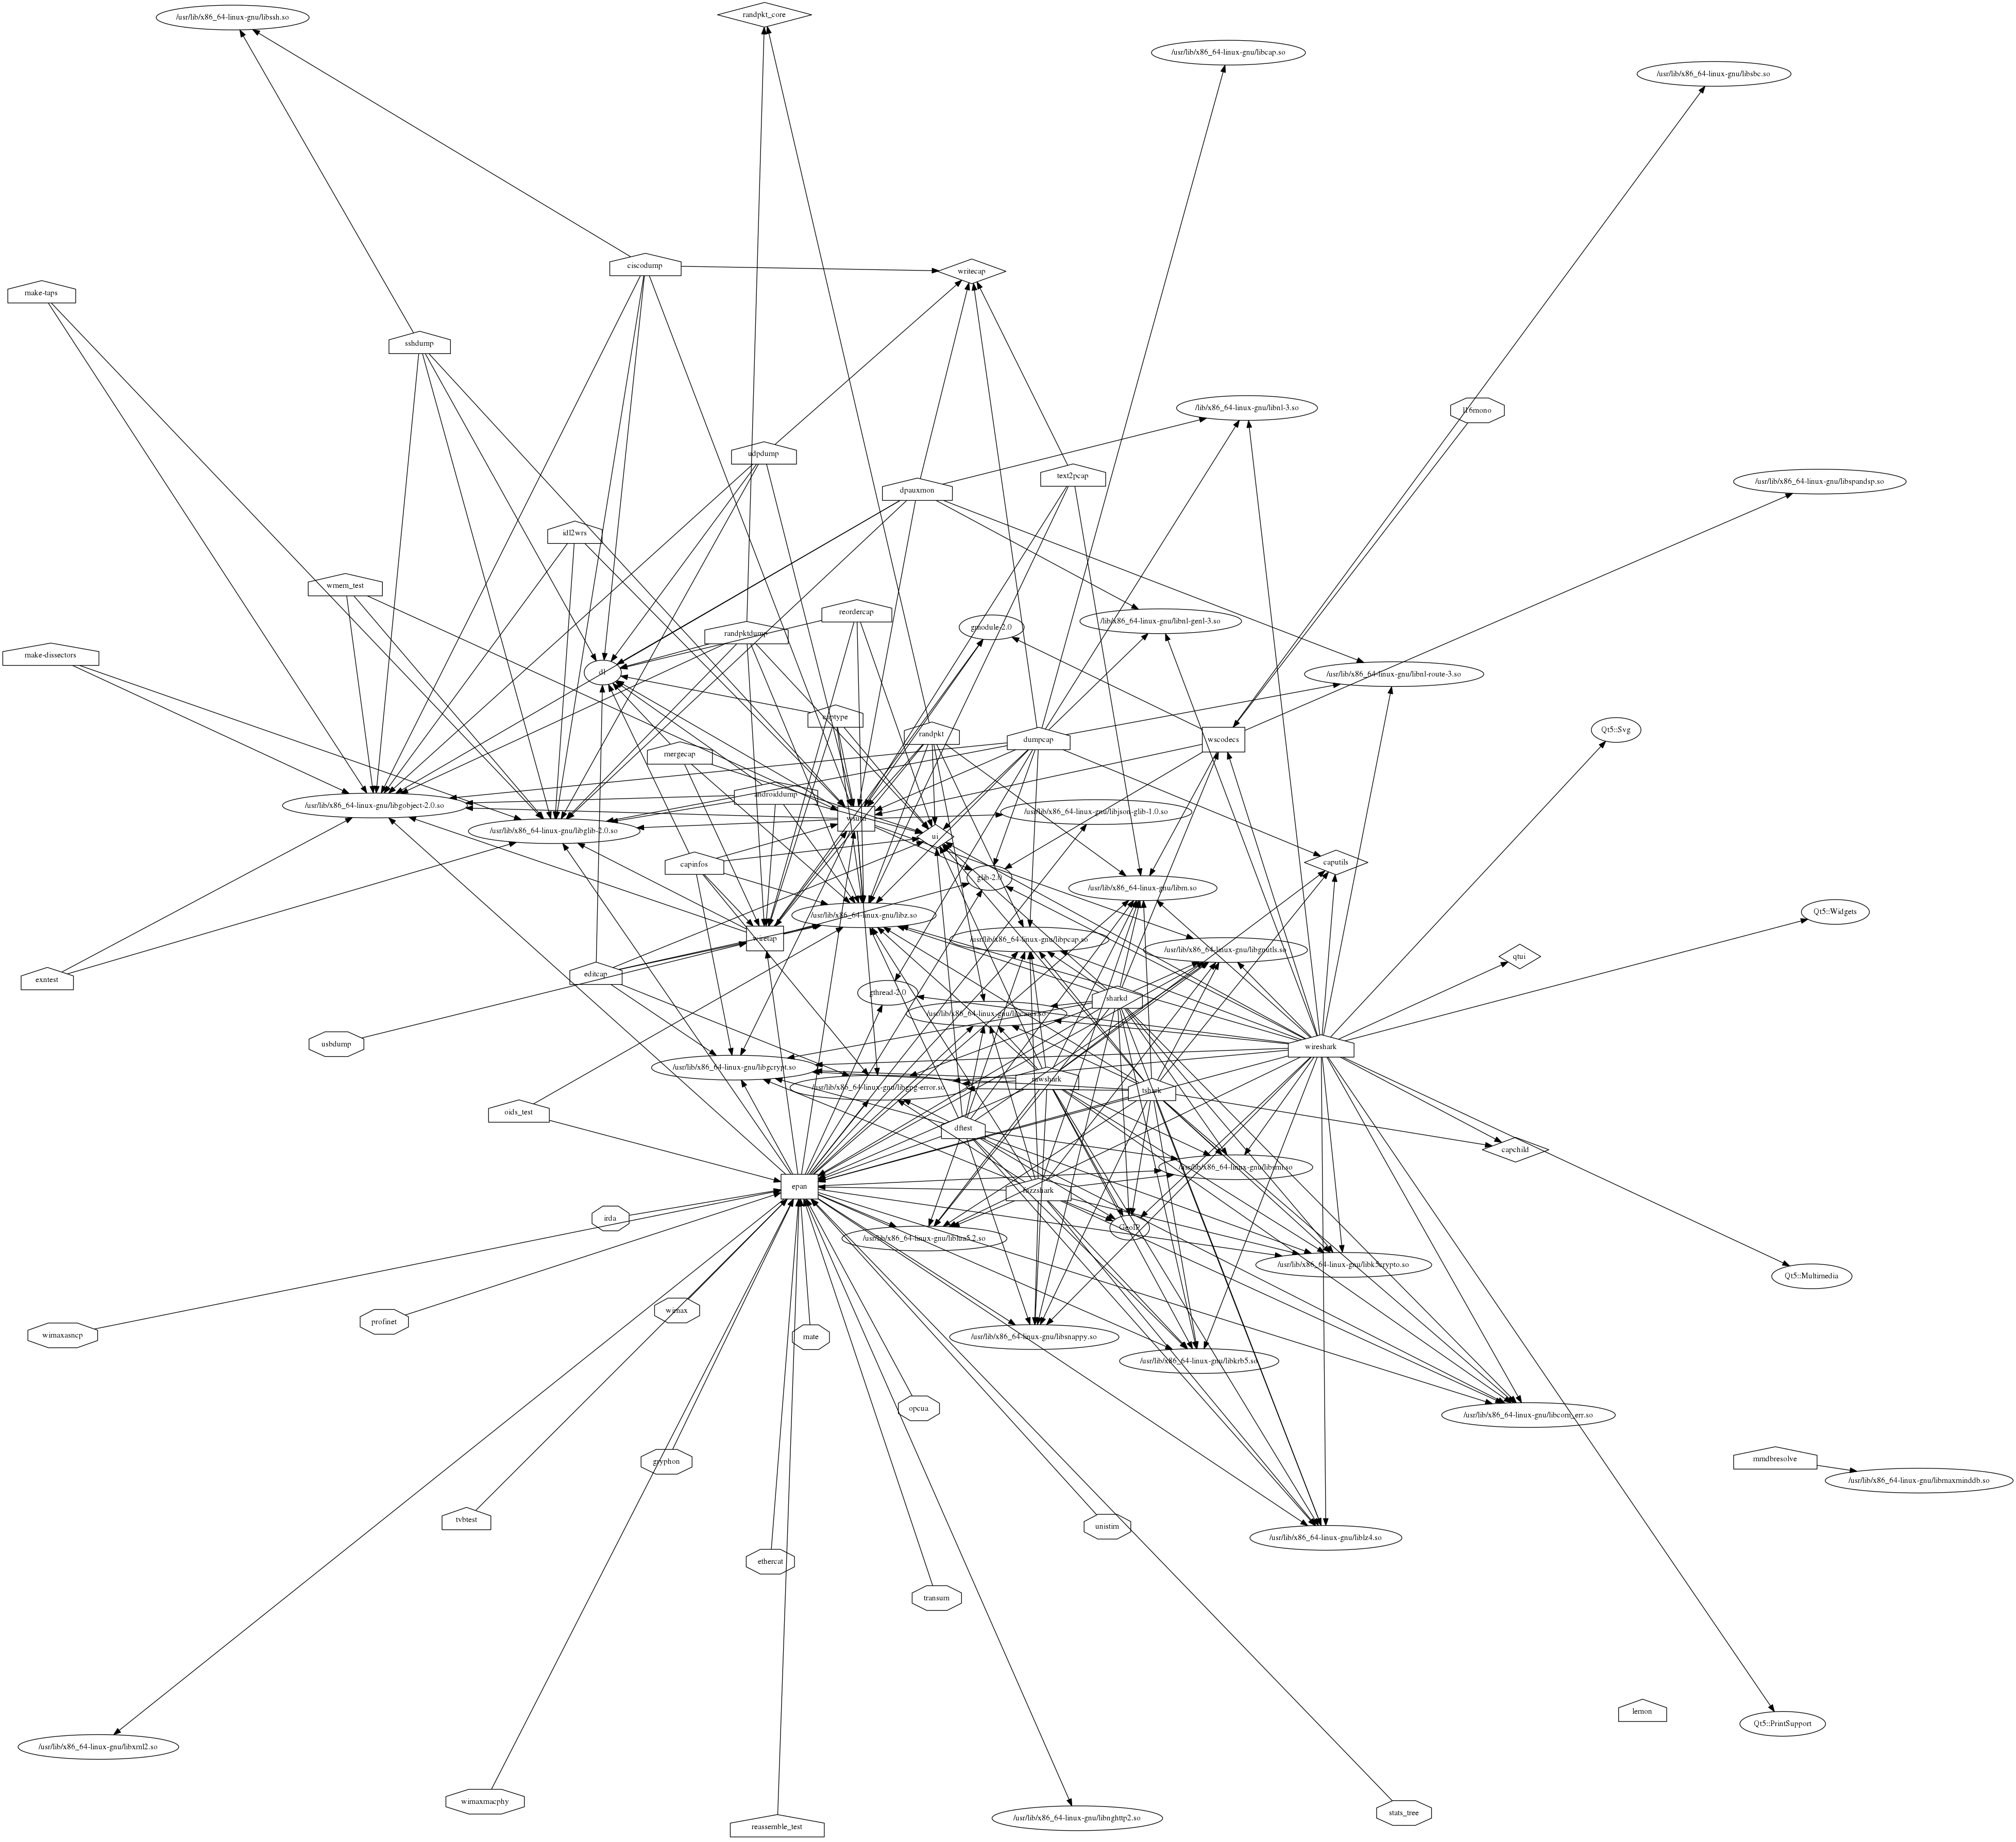 randpkt_core
/usr/lib/x86_64-linux-gnu/libssh.so
/usr/lib/x86_64-linux-gnu/libcap.so
/usr/lib/x86_64-linux-gnu/libsbc.so
ciscodump
writecap
make-taps
sshdump
/lib/x86_64-linux-gnu/libnl-3.so
l16mono
udpdump
text2pcap
/usr/lib/x86_64-linux-gnu/libspandsp.so
dpauxmon
idl2wrs
wmem_test
reordercap
/lib/x86_64-linux-gnu/libnl-genl-3.so
gmodule-2.0
randpktdump
make-dissectors
dl
/usr/lib/x86_64-linux-gnu/libnl-route-3.so
captype
Qt5::Svg
randpkt
dumpcap
wscodecs
mergecap
androiddump
/usr/lib/x86_64-linux-gnu/libgobject-2.0.so
/usr/lib/x86_64-linux-gnu/libjson-glib-1.0.so
wsutil
/usr/lib/x86_64-linux-gnu/libglib-2.0.so
ui
caputils
capinfos
glib-2.0
/usr/lib/x86_64-linux-gnu/libm.so
Qt5::Widgets
/usr/lib/x86_64-linux-gnu/libz.so
wiretap
/usr/lib/x86_64-linux-gnu/libpcap.so
/usr/lib/x86_64-linux-gnu/libgnutls.so
qtui
editcap
exntest
gthread-2.0
sharkd
/usr/lib/x86_64-linux-gnu/libcares.so
usbdump
wireshark
/usr/lib/x86_64-linux-gnu/libgcrypt.so
mwshark
/usr/lib/x86_64-linux-gnu/libgpg-error.so
tshark
oids_test
dftest
capchild
/usr/lib/x86_64-linux-gnu/libsmi.so
epan
fuzzshark
irda
GeoIP
/usr/lib/x86_64-linux-gnu/liblua5.2.so
/usr/lib/x86_64-linux-gnu/libk5crypto.so
Qt5::Multimedia
wimax
profinet
wimaxasncp
mate
/usr/lib/x86_64-linux-gnu/libsnappy.so
/usr/lib/x86_64-linux-gnu/libkrb5.so
opcua
/usr/lib/x86_64-linux-gnu/libcom_err.so
gryphon
mmdbresolve
/usr/lib/x86_64-linux-gnu/libmaxminddb.so
tvbtest
unistim
/usr/lib/x86_64-linux-gnu/liblz4.so
ethercat
transum
lemon
Qt5::PrintSupport
/usr/lib/x86_64-linux-gnu/libxml2.so
wimaxmacphy
stats_tree
/usr/lib/x86_64-linux-gnu/libnghttp2.so
reassemble_test